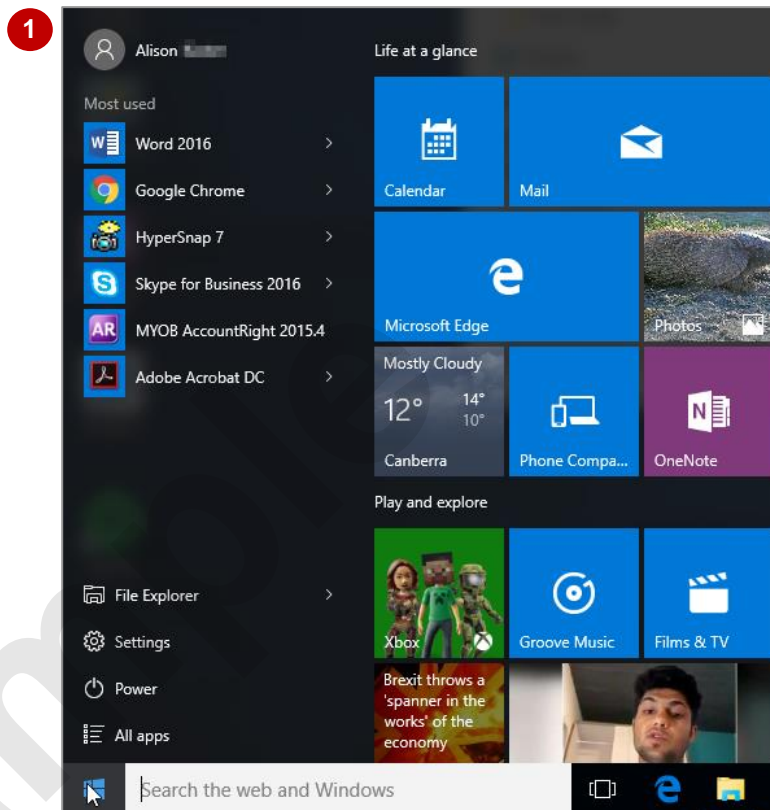 1
Alison
Life at a glance
Most used
Word 2016
Google Chrome
HyperSnap 7
Skype for Business 2016
MYOB AccountRight 2015.4
Adobe Acrobat DC
File Explorer
Settings
Power
All apps
Calendar
Mail
Microsoft Edge
Photos
Mostly Cloudy
12° 14°
10°
Canberra
Phone Compa...
OneNote
Play and explore
Xbox
Groove Music
Films & TV
Brexit throws a
'spanner in the
works' of the
economy
Search the web and Windows